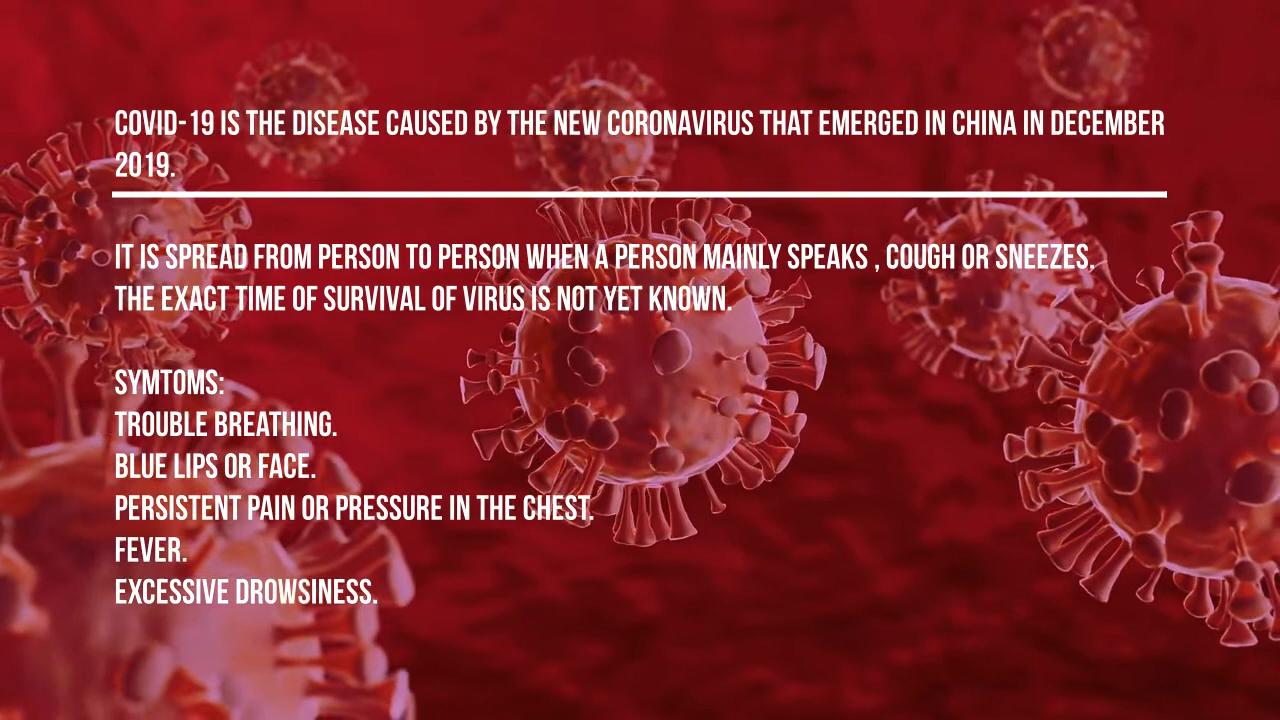 COVID-19 IS THE DISEASE CAUSED BY THE NEW CORONAVIRUS THAT EMERGED IN CHINA IN DECEMBER
2019.
IT IS SPREAD FROM PERSON TO PERSON WHEN A PERSON MAINLY SPEAKS , COUGH OR SNEEZES.
THE EXACT TIME OF SURVIVAL OF VIRUS IS NOT YET KNOWN.
SYMTOMS:
TROUBLE BREATHING.
BLUE LIPS OR FACE.
PERSISTENT PAIN OR PRESSURE IN THE CHEST.
FEVER.
EXCESSIVE DROWSINESS.